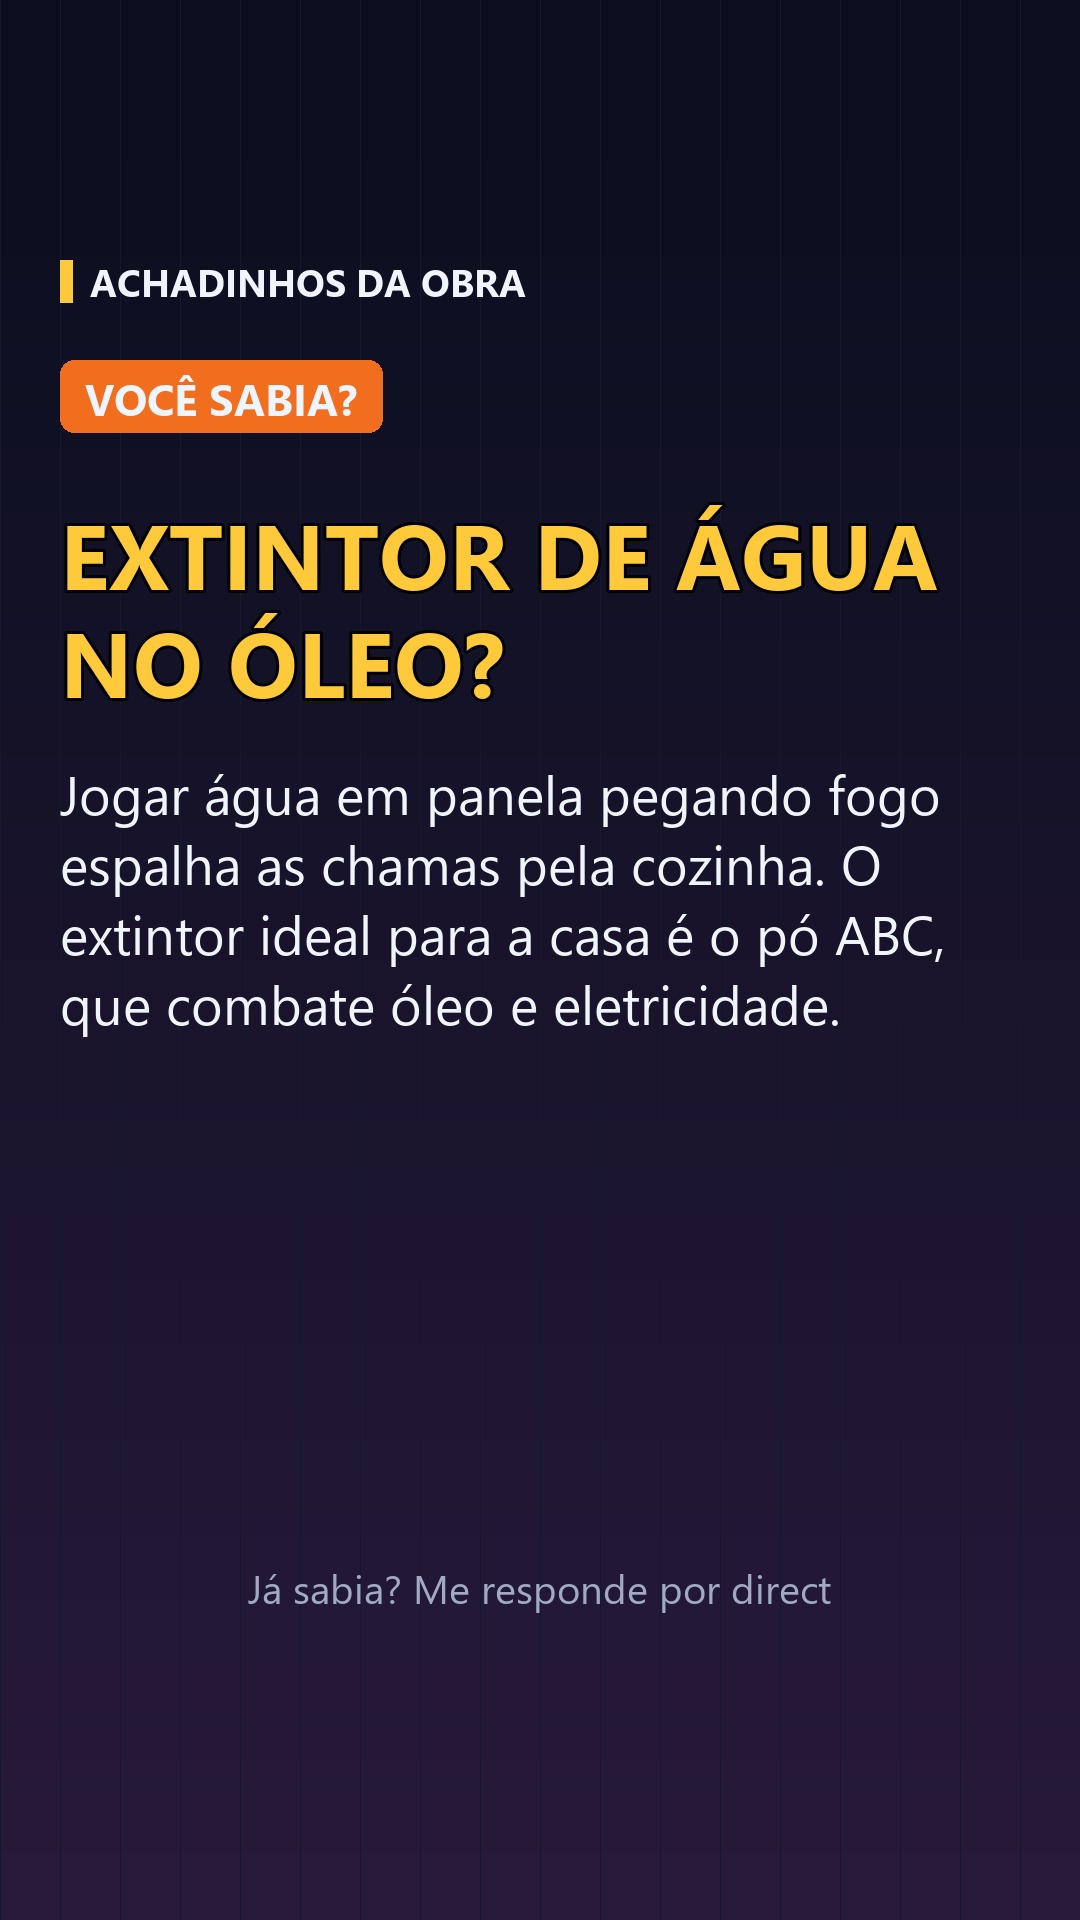 ACHADINHOS DA OBRA
VOCÊ SABIA?
EXTINTOR DE ÁGUA
NO ÓLEO?
Jogar água em panela pegando fogo
espalha as chamas pela cozinha. O
extintor ideal para a casa é o pó ABC,
que combate óleo e eletricidade.
Já sabia? Me responde por direct